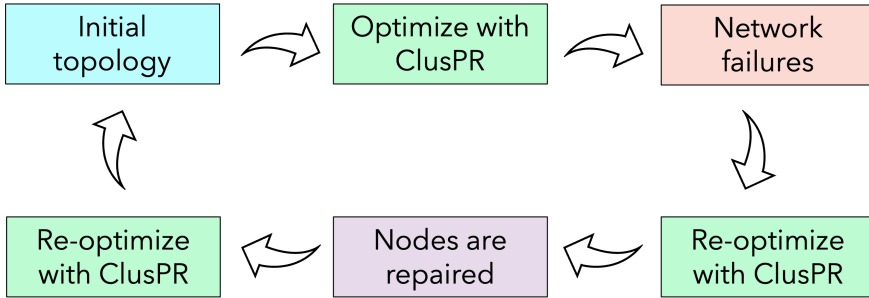 Initial
topology
Optimize with
ClusPR
Network
failures
Re-optimize
with ClusPR
Nodes are
repaired
Re-optimize
with ClusPR